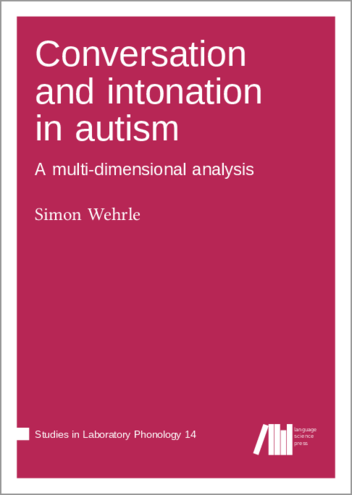 Conversation
and intonation
in autism
A multi-dimensional analysis
Simon Wehrle
Studies in Laboratory Phonology 14
language
science
press